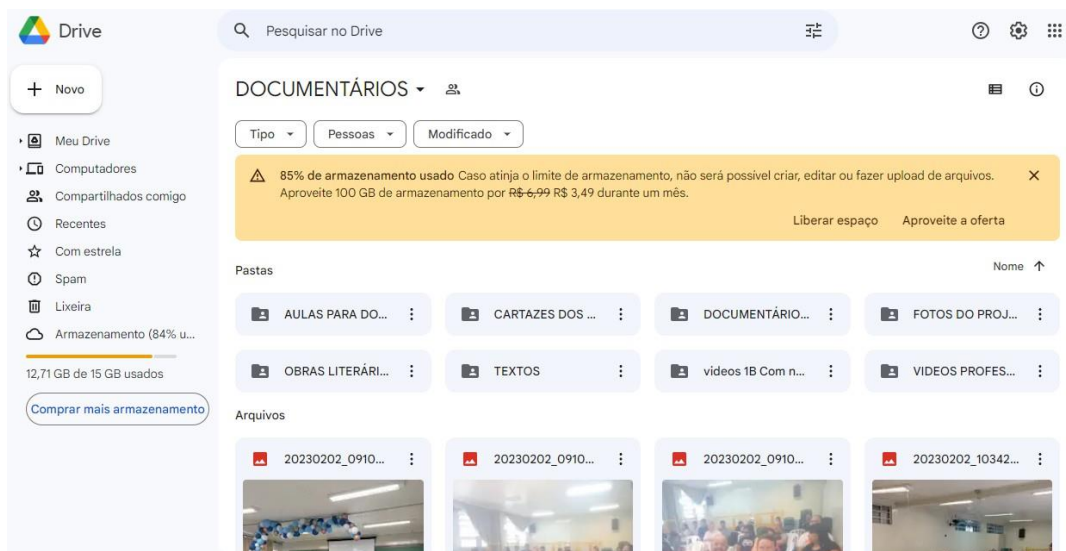 Drive
Pesquisar no Drive
Novo
DOCUMENTÁRIOS
Meu Drive
Computadores
Compartilhados comigo
Recentes
Com estrela
Spam
Lixeira
Armazenamento (84% u...
12,71 GB de 15 GB usados
Comprar mais armazenamento
Tipo
Pessoas
Modificado
85% de armazenamento usado Caso atinja o limite de armazenamento, não será possível criar, editar ou fazer upload de arquivos.
Aproveite 100 GB de armazenamento por R$ 6,99 R$ 3,49 durante um mês.
Liberar espaço Aproveite a oferta
Pastas
Nome
AULAS PARA DO...
CARTAZES DOS ...
DOCUMENTÁRIO...
FOTOS DO PROJ...
OBRAS LITERÁRI...
TEXTOS
videos 1B Com n...
VIDEOS PROFES...
Arquivos
20230202_0910...
20230202_0910...
20230202_0910...
20230202_10342...